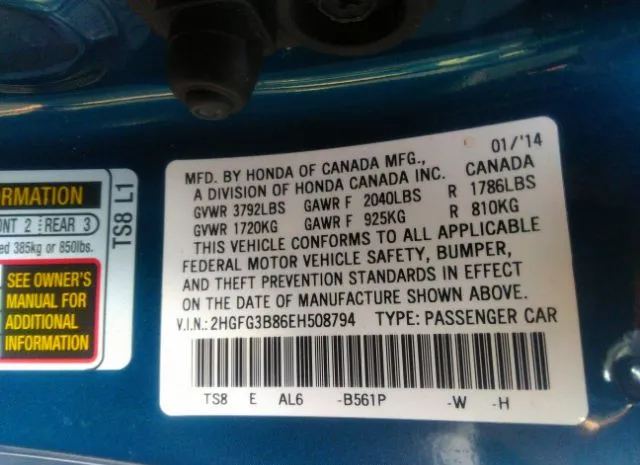 ORMATION
ONT 2 REAR 3
ed 385kg or 850lbs.
SEE OWNER'S
MANUAL FOR
ADDITIONAL
INFORMATION
TS8 L1
01/'14
MFD. BY HONDA OF CANADA MFG.,
A DIVISION OF HONDA CANADA INC. CANADA
GVWR 3792LBS GAWR F 2040LBS R 1786LBS
GVWR 1720KG GAWR F 925KG R 810KG
THIS VEHICLE CONFORMS TO ALL APPLICABLE
FEDERAL MOTOR VEHICLE SAFETY, BUMPER,
AND THEFT PREVENTION STANDARDS IN EFFECT
ON THE DATE OF MANUFACTURE SHOWN ABOVE.
V.I.N.: 2HGFG3B86EH508794 TYPE: PASSENGER CAR
TS8 E AL6 -B561P -W -H